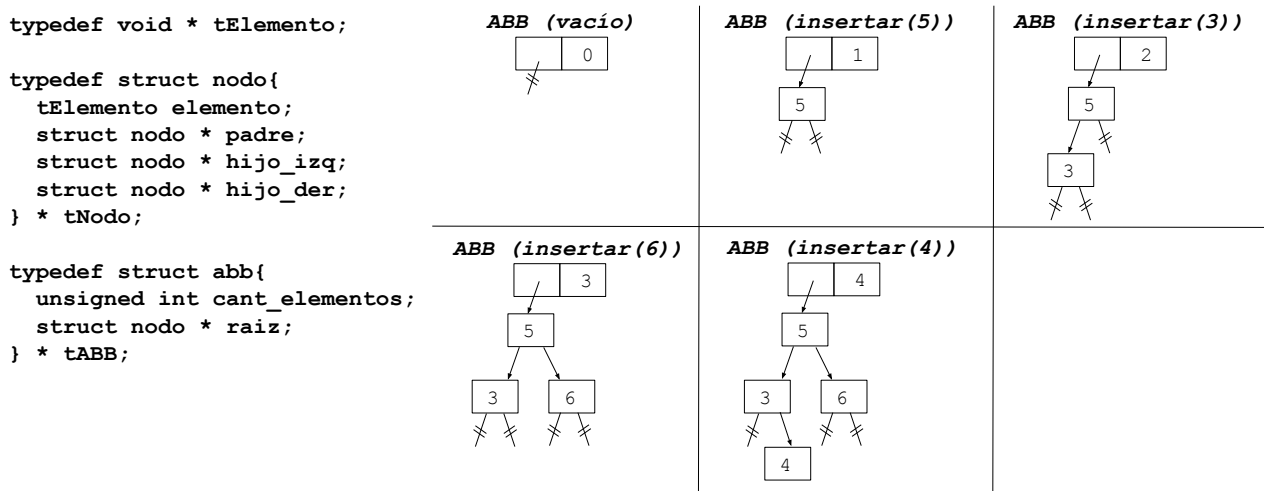 typedef void * tElemento;
typedef struct nodo{
tElemento elemento;
struct nodo * padre;
struct nodo * hijo_izq;
struct nodo * hijo_der;
} * tNodo;
typedef struct abb{
unsigned int cant_elementos;
struct nodo * raiz;
} * tABB;
ABB (vacío)
0
ABB (insertar(5))
1
5
ABB (insertar(3))
2
5
3
ABB (insertar(6))
3
5
3 6
ABB (insertar(4))
4
5
3 6
4